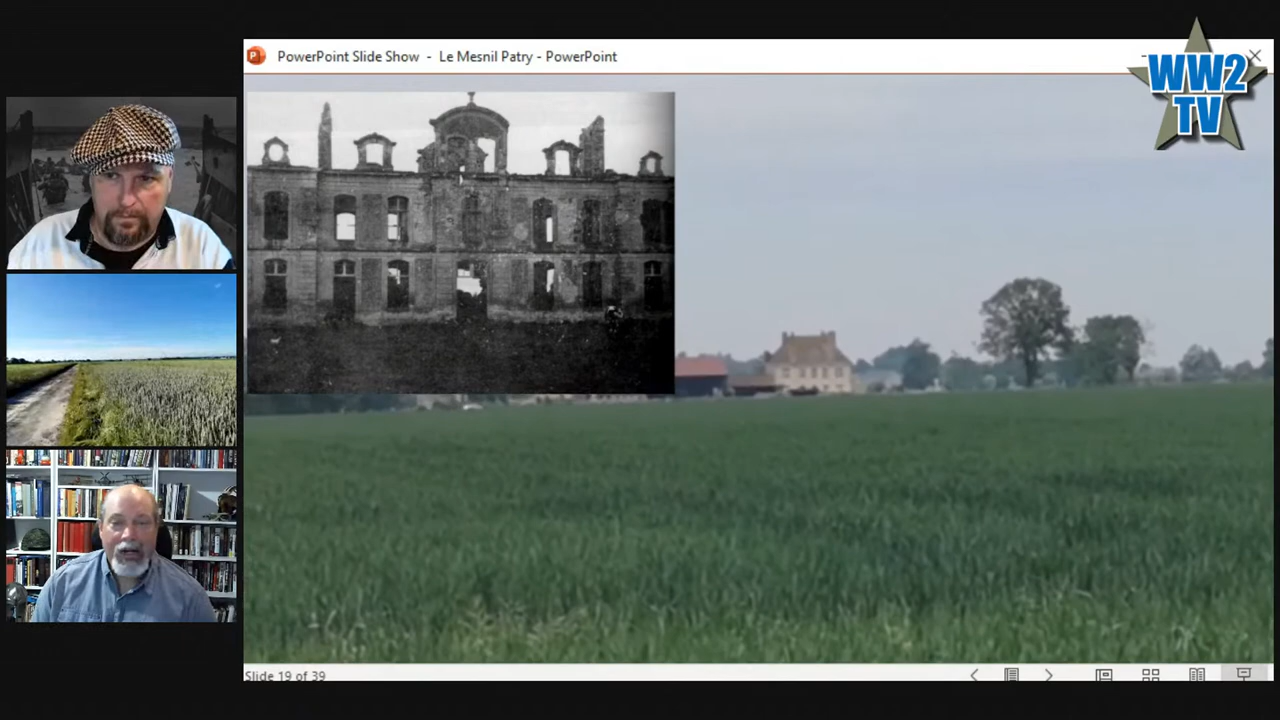 PowerPoint Slide Show - Le Mesnil Patry - PowerPoint
WW2
TV
Slide 19 of 39